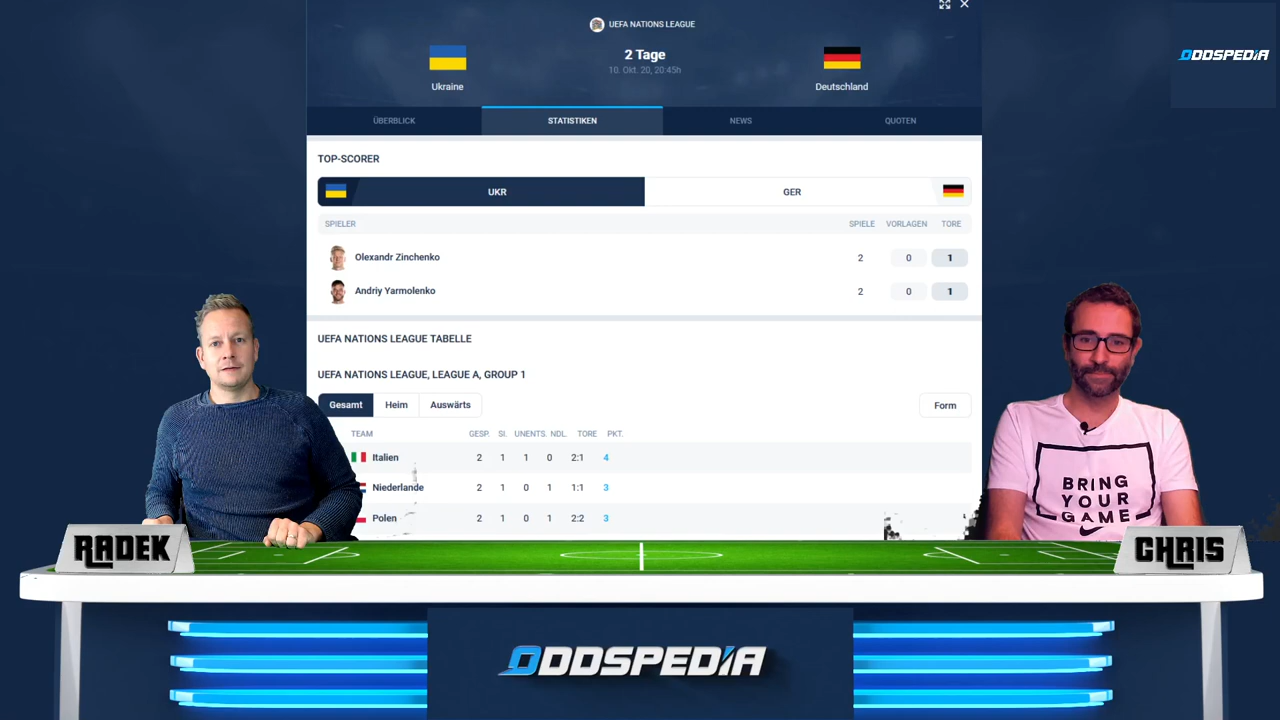 UEFA NATIONS LEAGUE
ODDSPEDIA
2 Tage
10. Okt. 20, 20:45h
Ukraine
Deutschland
ÜBERBLICK
STATISTIKEN
NEWS
QUOTEN
TOP-SCORER
UKR
GER
SPIELER SPIELE VORLAGEN TORE
Olexandr Zinchenko 2 0 1
Andriy Yarmolenko 2 0 1
UEFA NATIONS LEAGUE TABELLE
UEFA NATIONS LEAGUE, LEAGUE A, GROUP 1
Gesamt Heim Auswärts Form
TEAM GESP. SI. UNENTS. NDL. TORE PKT.
Italien 2 1 1 0 2:1 4
Niederlande 2 1 0 1 1:1 3
Polen 2 1 0 1 2:2 3
BRING
YOUR
GAME
RADEK
CHRIS
ODDSPEDIA